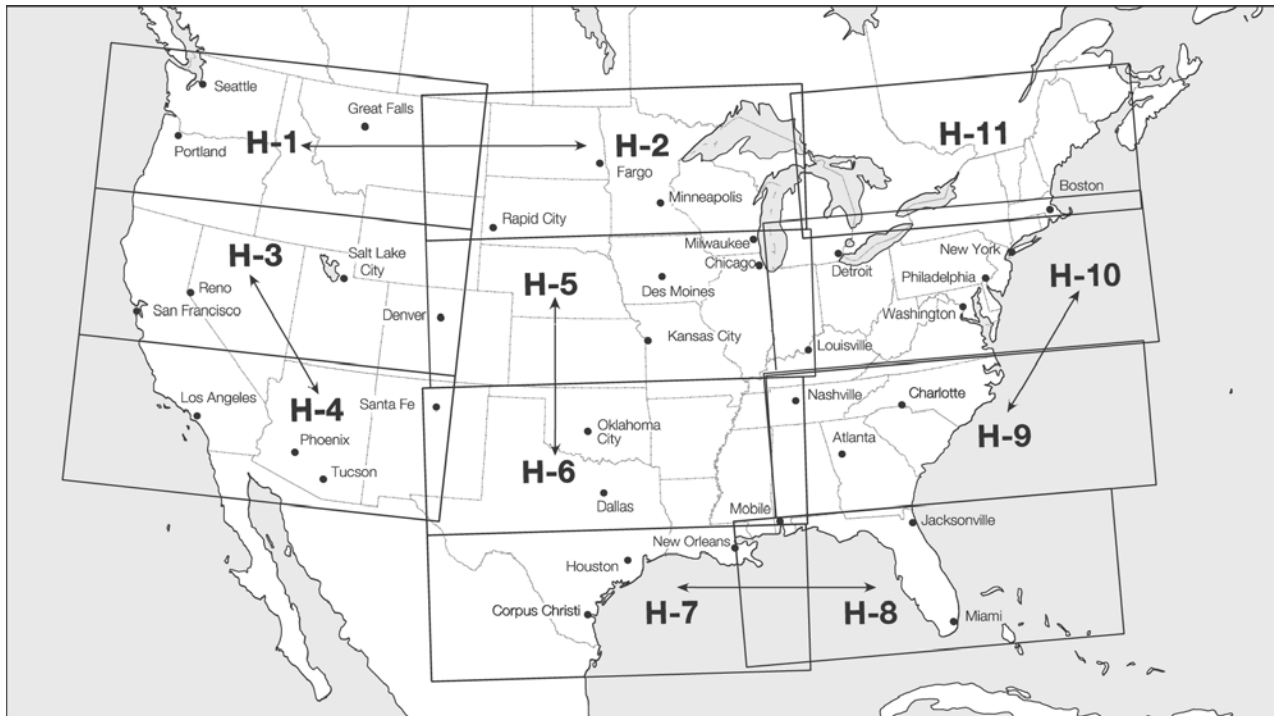 Seattle
Great Falls
H-1
H-2
H-11
Portland
Fargo
Minneapolis
Boston
Rapid City
Milwaukee
New York
H-3
Salt Lake
City
Chicago
Detroit
Philadelphia
H-10
Reno
H-5
Des Moines
San Francisco
Denver
Washington
Kansas City
Louisville
Los Angeles
H-4
Santa Fe
Nashville
Charlotte
Oklahoma
City
Atlanta
H-9
Phoenix
Tucson
H-6
Dallas
Mobile
Jacksonville
New Orleans
Houston
Corpus Christi
H-7
H-8
Miami